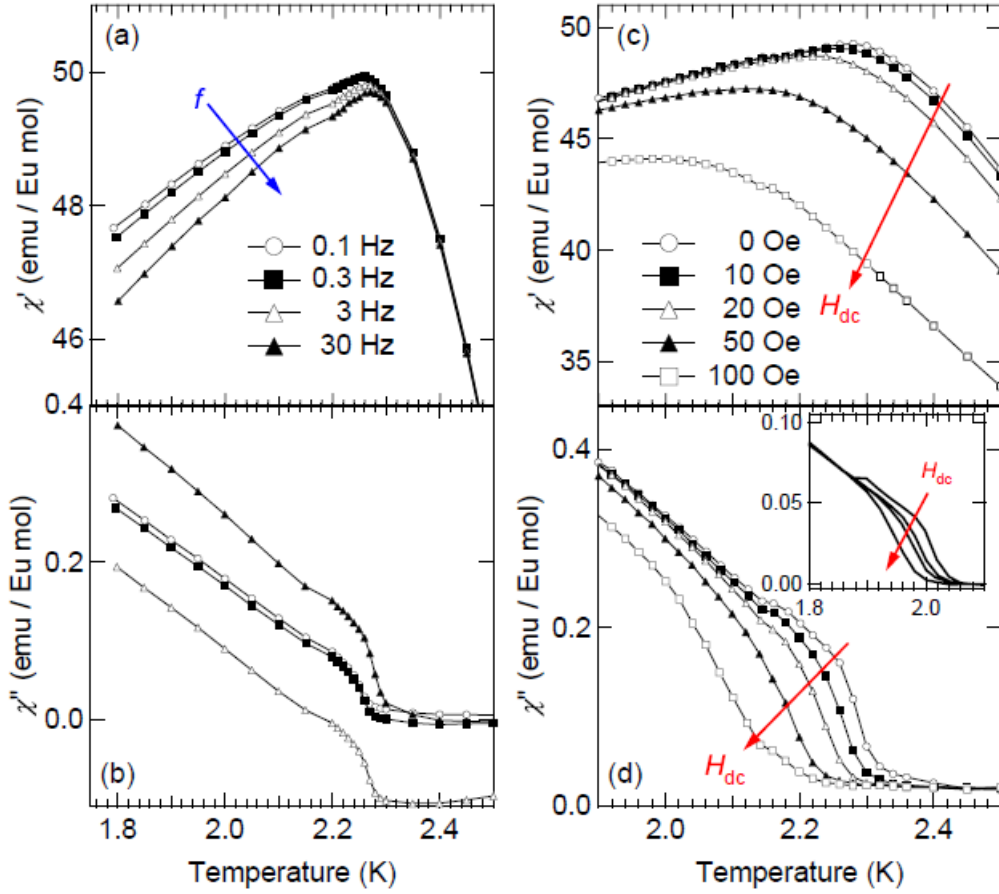 (a)
χ' (emu / Eu mol)
50
48
46
0.4
f
0.1 Hz
0.3 Hz
3 Hz
30 Hz
(b)
χ" (emu / Eu mol)
0.2
0.0
1.8 2.0 2.2 2.4
Temperature (K)
(c)
χ' (emu / Eu mol)
50
45
40
35
0 Oe
10 Oe
20 Oe
50 Oe
100 Oe
Hdc
(d)
χ" (emu / Eu mol)
0.4
0.2
0.0
Hdc
0.10
0.05
0.00
Hdc
1.8 2.0
2.0 2.2 2.4
Temperature (K)